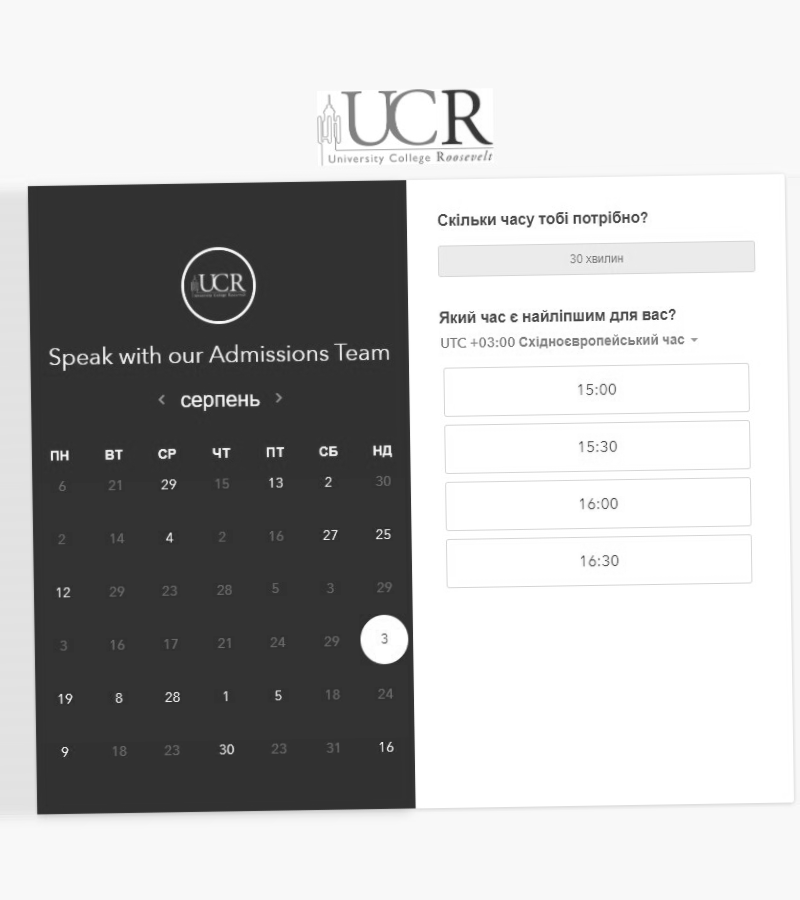 UCR
University College Roosevelt
UCR
Speak with our Admissions Team
‹ серпень ›
ПН ВТ СР ЧТ ПТ СБ НД
6 21 29 15 13 2 30
2 14 4 2 16 27 25
12 29 23 28 5 3 29
3 16 17 21 24 29 3
19 8 28 1 5 18 24
9 18 23 30 23 31 16
Скільки часу тобі потрібно?
30 хвилин
Який час є найліпшим для вас?
UTC +03:00 Східноєвропейський час
15:00
15:30
16:00
16:30